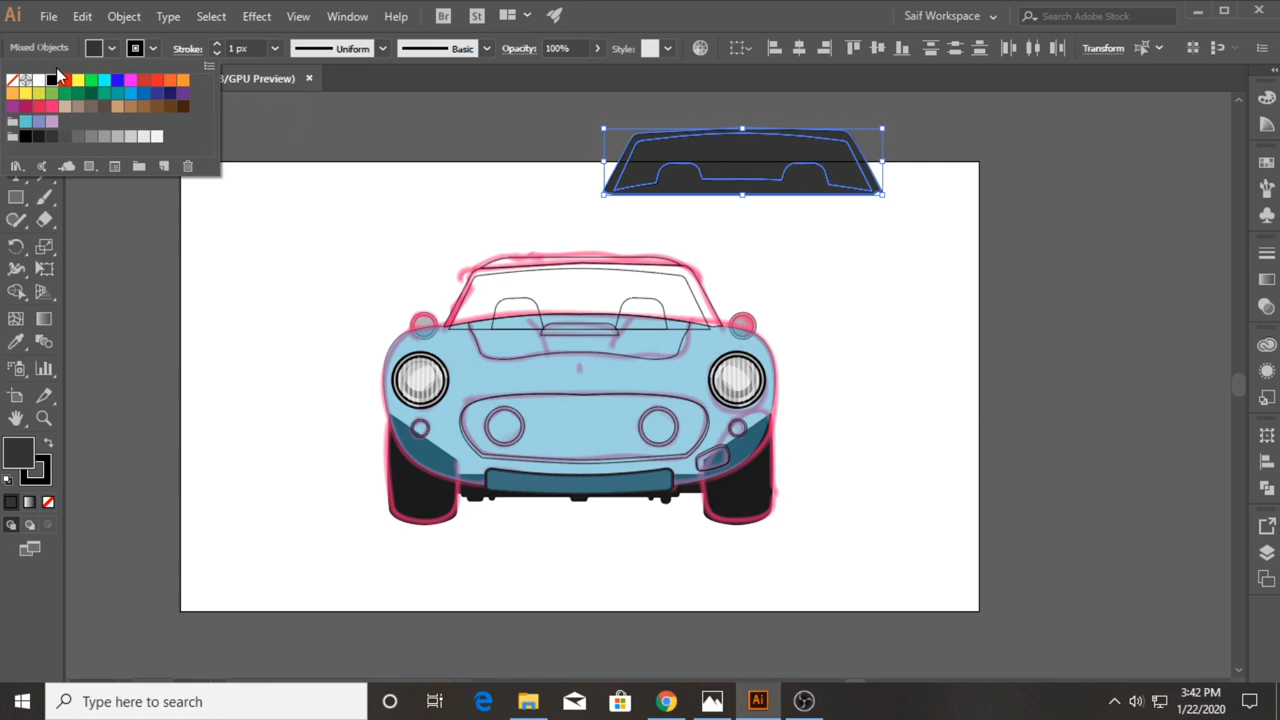 Ai File Edit Object Type Select Effect View Window Help Br St Saif Workspace Search Adobe Stock
Mixed Objects Stroke: 1 px Uniform Basic Opacity: 100% Style: Transform
/GPU Preview) ×
Type here to search Ai 3:42 PM
1/22/2020